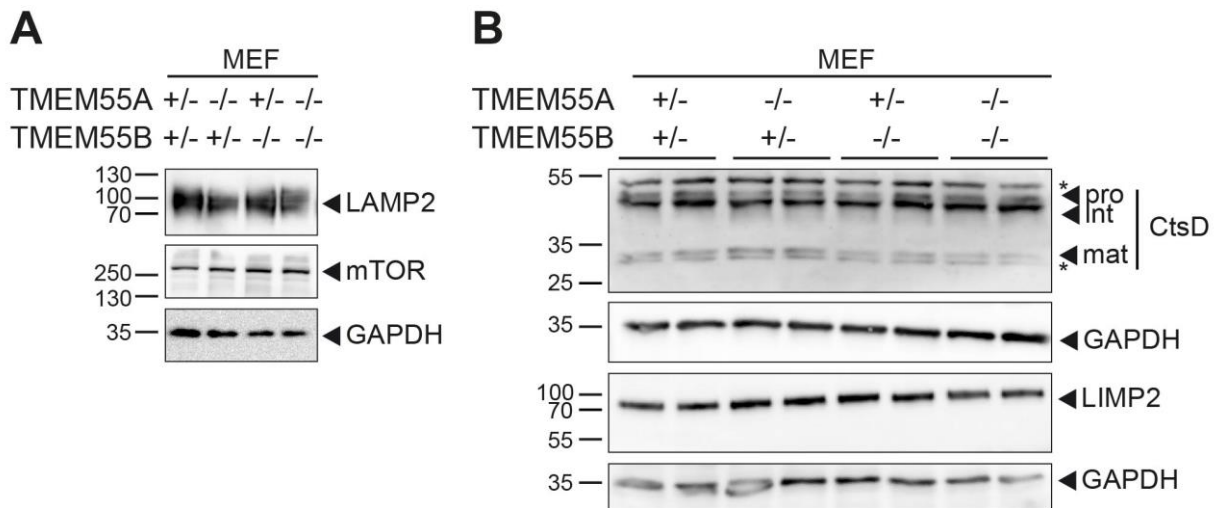 A
MEF
TMEM55A +/- -/- +/- -/-
TMEM55B +/- +/- -/- -/-
130
100
70
LAMP2
250
130
mTOR
35
GAPDH
B
MEF
TMEM55A +/- -/- +/- -/-
TMEM55B +/- +/- -/- -/-
55
35
25
*
pro
Int
mat
*
CtsD
35
GAPDH
100
70
55
LIMP2
35
GAPDH